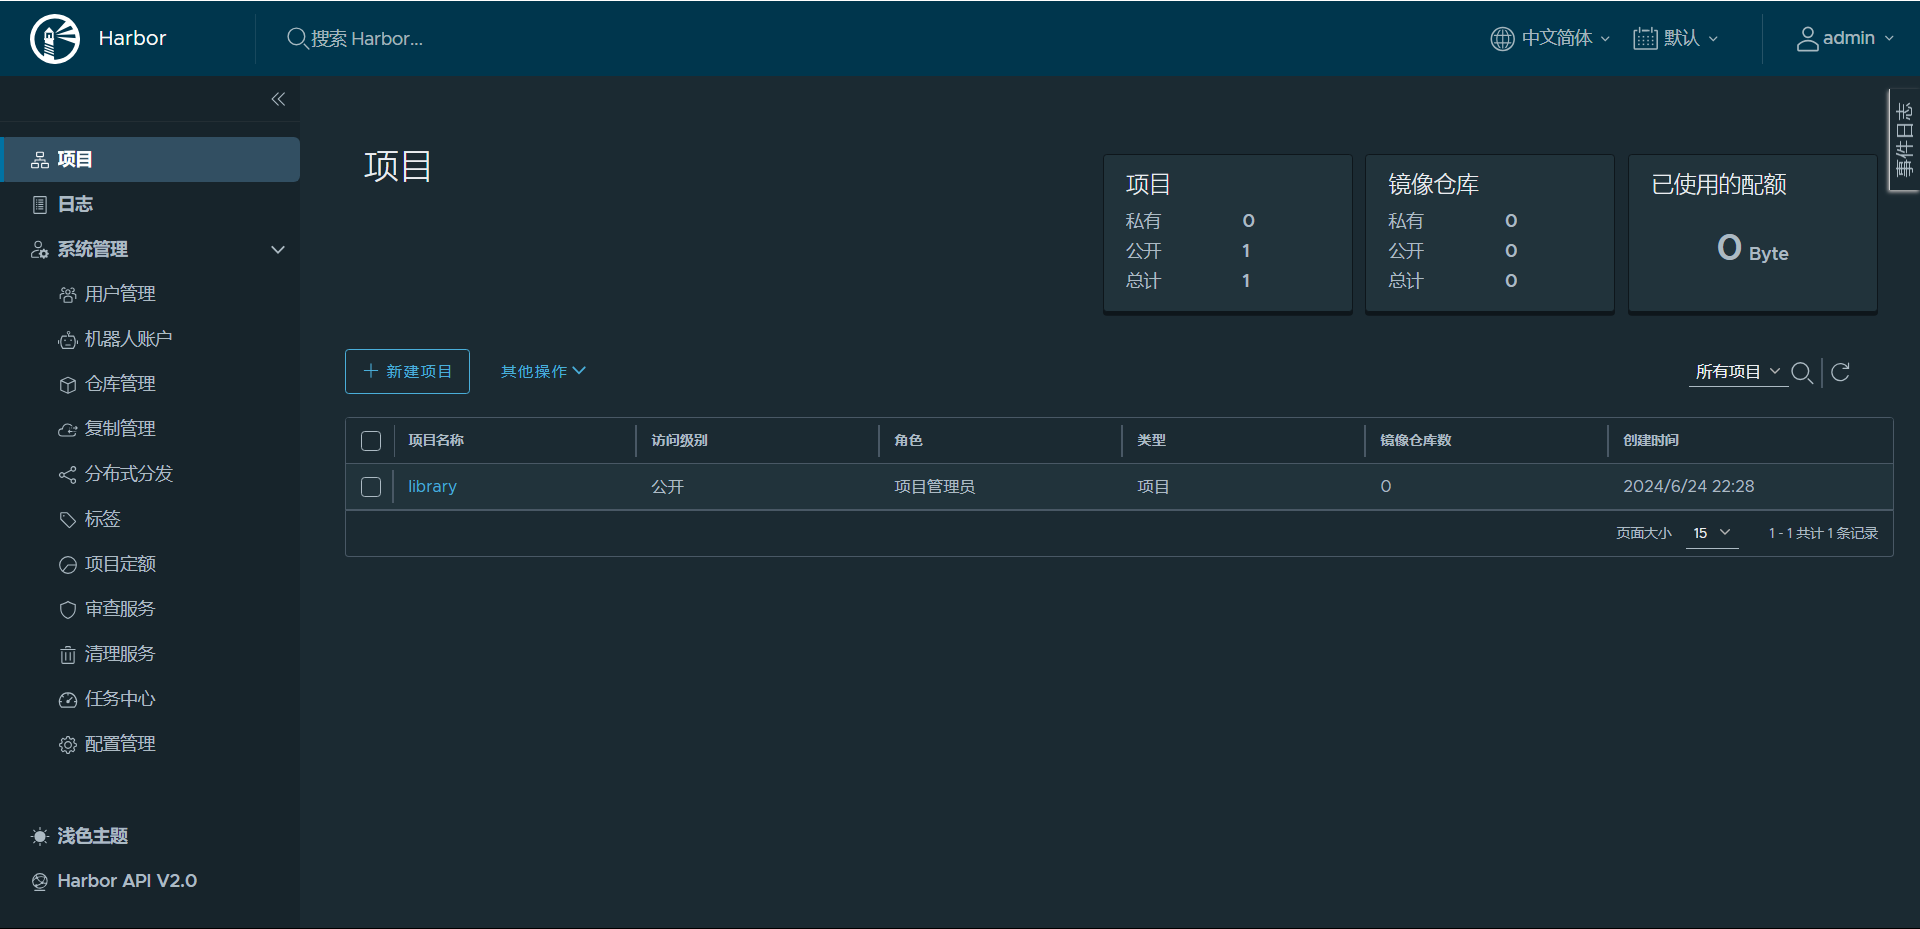 Harbor
搜索 Harbor...
中文简体
默认
admin
事件日志
项目
日志
系统管理
用户管理
机器人账户
仓库管理
复制管理
分布式分发
标签
项目定额
审查服务
清理服务
任务中心
配置管理
浅色主题
Harbor API V2.0
项目
项目
私有 0
公开 1
总计 1
镜像仓库
私有 0
公开 0
总计 0
已使用的配额
0 Byte
新建项目
其他操作
所有项目
项目名称 访问级别 角色 类型 镜像仓库数 创建时间
library 公开 项目管理员 项目 0 2024/6/24 22:28
页面大小 15 1 - 1 共计 1 条记录